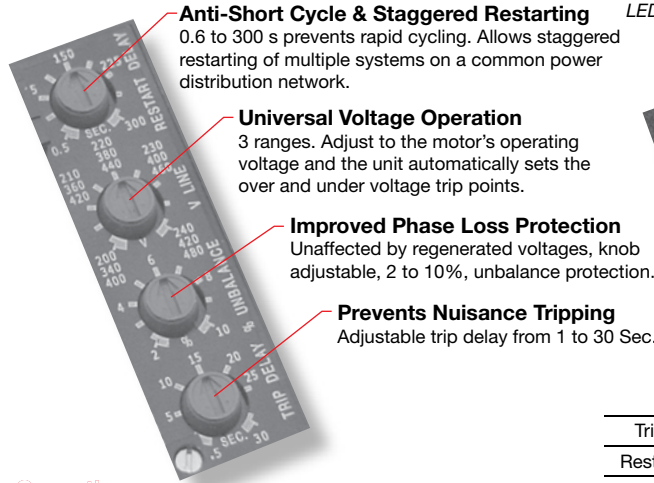 Anti-Short Cycle & Staggered Restarting
0.6 to 300 s prevents rapid cycling. Allows staggered
restarting of multiple systems on a common power
distribution network.
LED
Universal Voltage Operation
3 ranges. Adjust to the motor's operating
voltage and the unit automatically sets the
over and under voltage trip points.
Improved Phase Loss Protection
Unaffected by regenerated voltages, knob
adjustable, 2 to 10%, unbalance protection.
Prevents Nuisance Tripping
Adjustable trip delay from 1 to 30 Sec.
Tri
Rest
150
0.5 SEC. 300
RESTART DELAY
220
380
440
230
400
460
210
360
420
200
340
400
V
240
420
480
V LINE
6
4
2
%
10
% UNBALANCE
15
20
10
25
5
.5 SEC. 30
TRIP DELAY